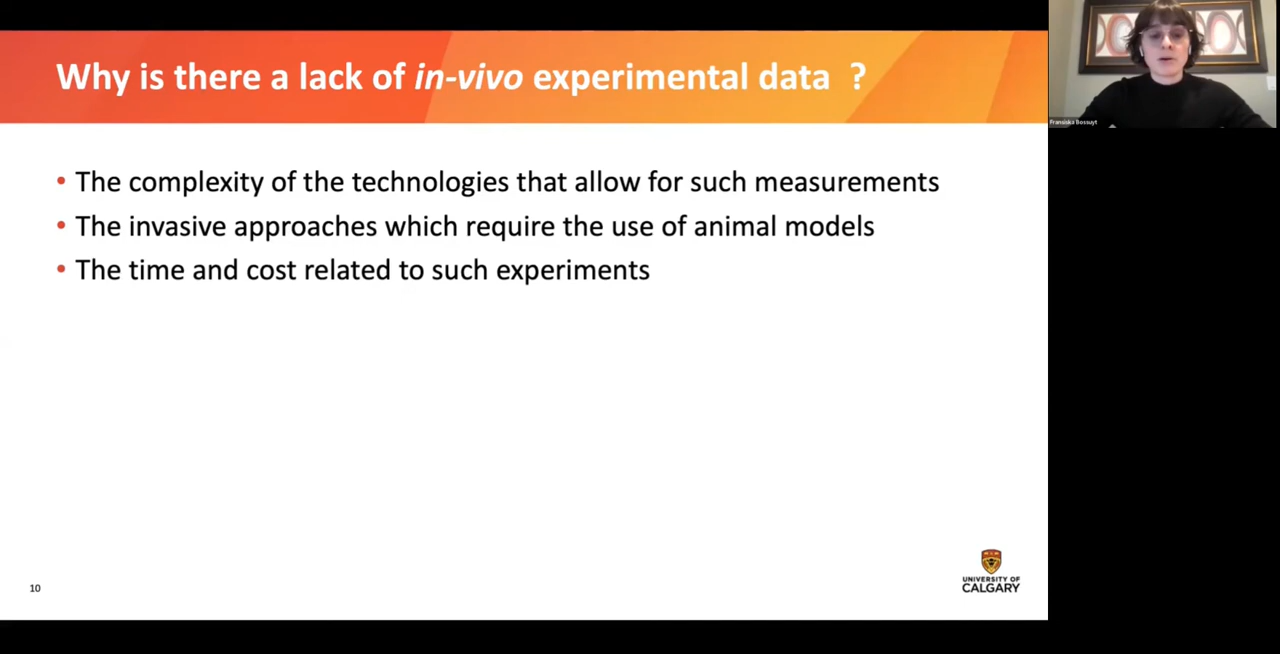 Why is there a lack of in-vivo experimental data ?
Fransiska Bossuyt
• The complexity of the technologies that allow for such measurements
• The invasive approaches which require the use of animal models
• The time and cost related to such experiments
10
UNIVERSITY OF
CALGARY